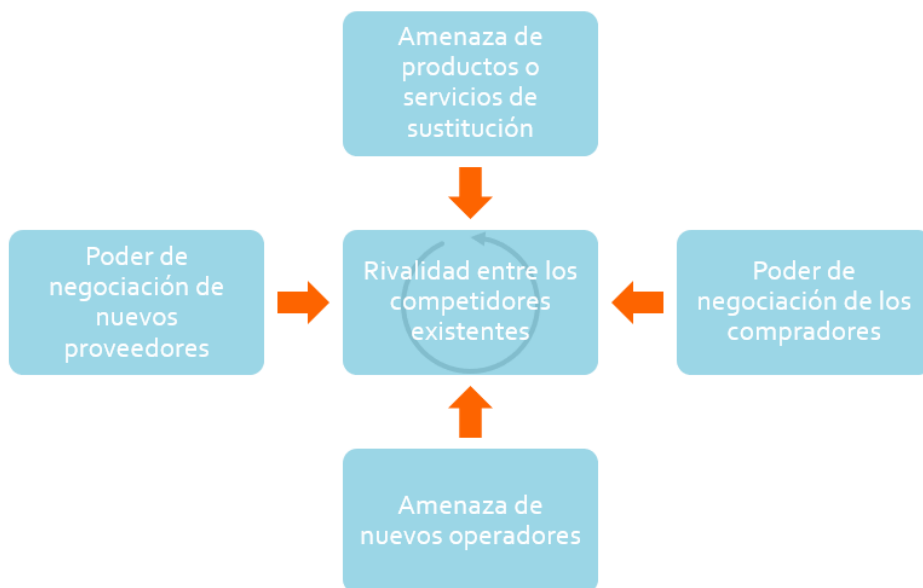 Amenaza de
productos o
servicios de
sustitución
Poder de
negociación de
nuevos
proveedores
Rivalidad entre los
competidores
existentes
Poder de
negociación de los
compradores
Amenaza de
nuevos operadores